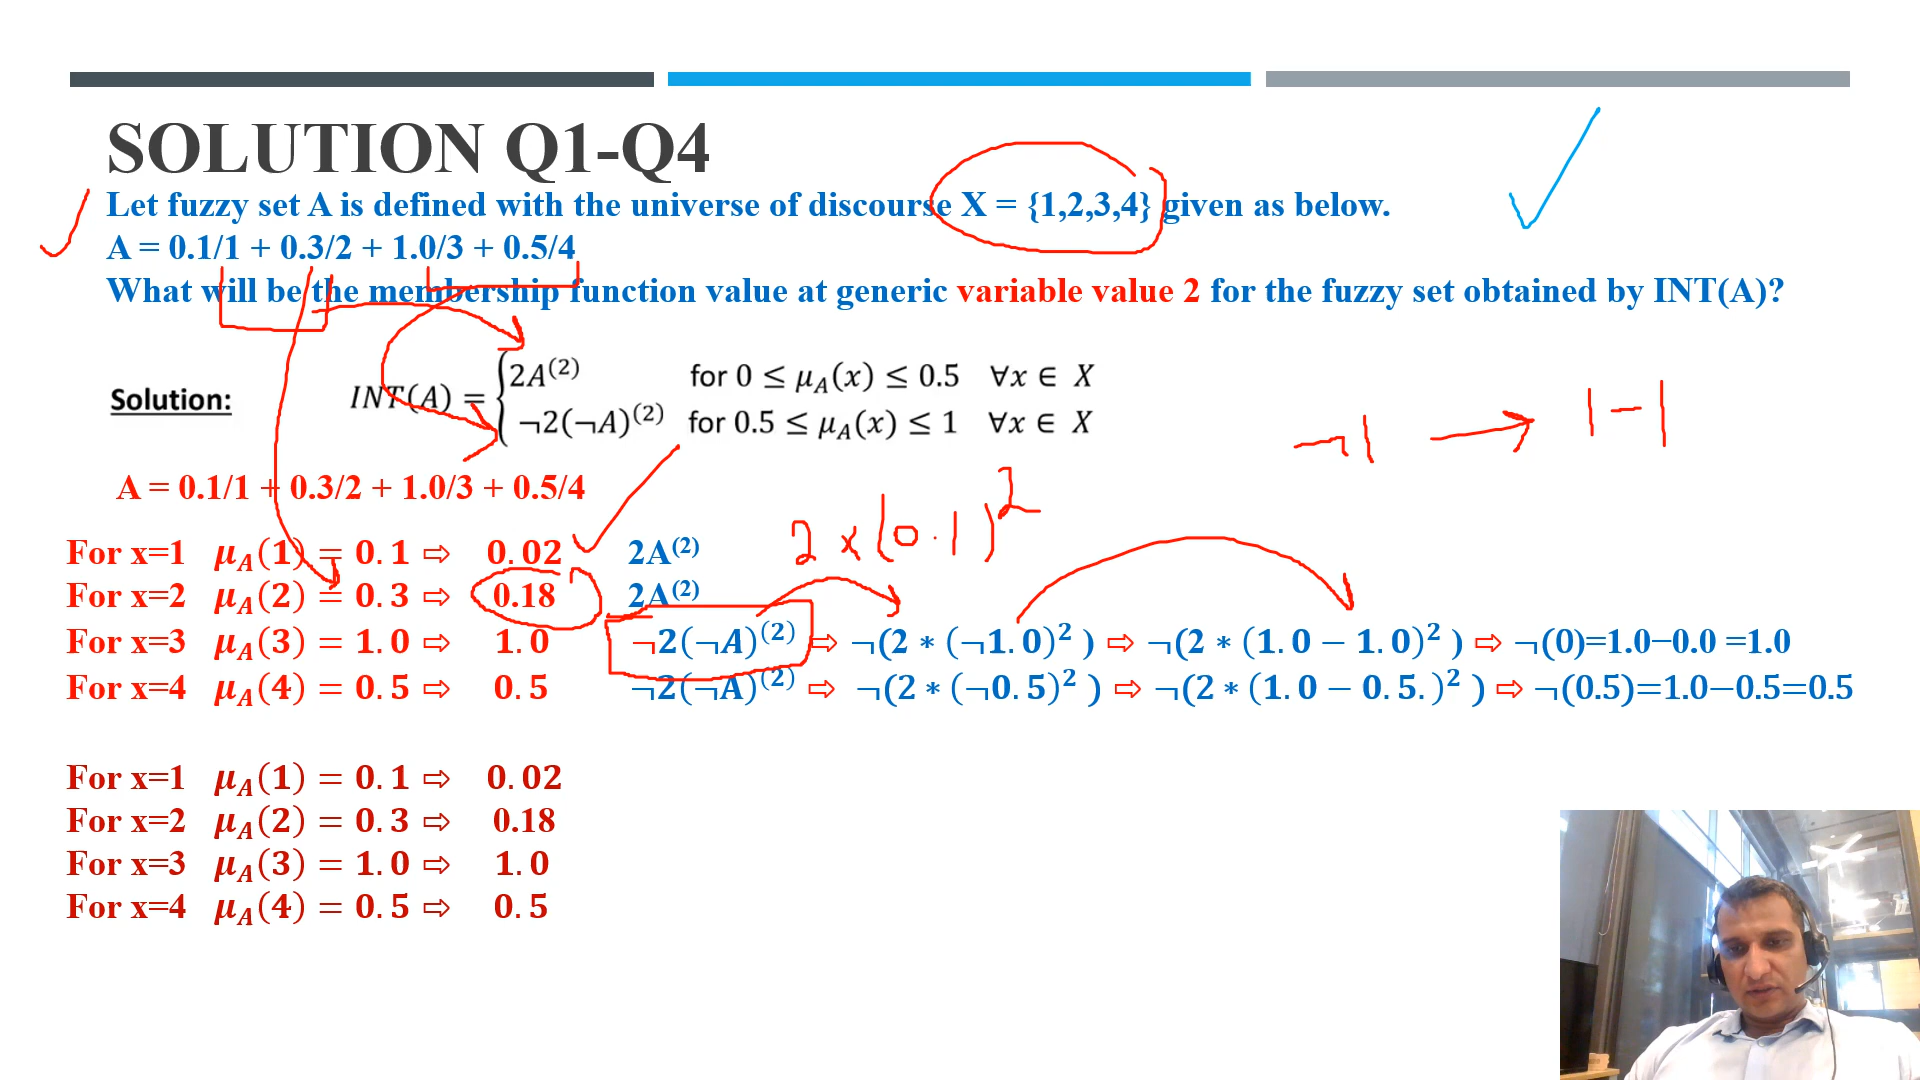 SOLUTION Q1-Q4
Let fuzzy set A is defined with the universe of discourse X = {1,2,3,4} given as below.
A = 0.1/1 + 0.3/2 + 1.0/3 + 0.5/4
What will be the membership function value at generic variable value 2 for the fuzzy set obtained by INT(A)?
Solution:
INT(A) = { 2A⁽²⁾ for 0 ≤ μ_A(x) ≤ 0.5 ∀x ∈ X
¬2(¬A)⁽²⁾ for 0.5 ≤ μ_A(x) ≤ 1 ∀x ∈ X
¬1 → 1-1
A = 0.1/1 + 0.3/2 + 1.0/3 + 0.5/4
2 x (0.1)²
For x=1 μ_A(1) = 0.1 ⇨ 0.02 2A⁽²⁾
For x=2 μ_A(2) = 0.3 ⇨ 0.18 2A⁽²⁾
For x=3 μ_A(3) = 1.0 ⇨ 1.0 ¬2(¬A)⁽²⁾ ⇨ ¬(2 * (¬1.0)² ) ⇨ ¬(2 * (1.0 − 1.0)² ) ⇨ ¬(0)=1.0−0.0 =1.0
For x=4 μ_A(4) = 0.5 ⇨ 0.5 ¬2(¬A)⁽²⁾ ⇨ ¬(2 * (¬0.5)² ) ⇨ ¬(2 * (1.0 − 0.5.)² ) ⇨ ¬(0.5)=1.0−0.5=0.5
For x=1 μ_A(1) = 0.1 ⇨ 0.02
For x=2 μ_A(2) = 0.3 ⇨ 0.18
For x=3 μ_A(3) = 1.0 ⇨ 1.0
For x=4 μ_A(4) = 0.5 ⇨ 0.5